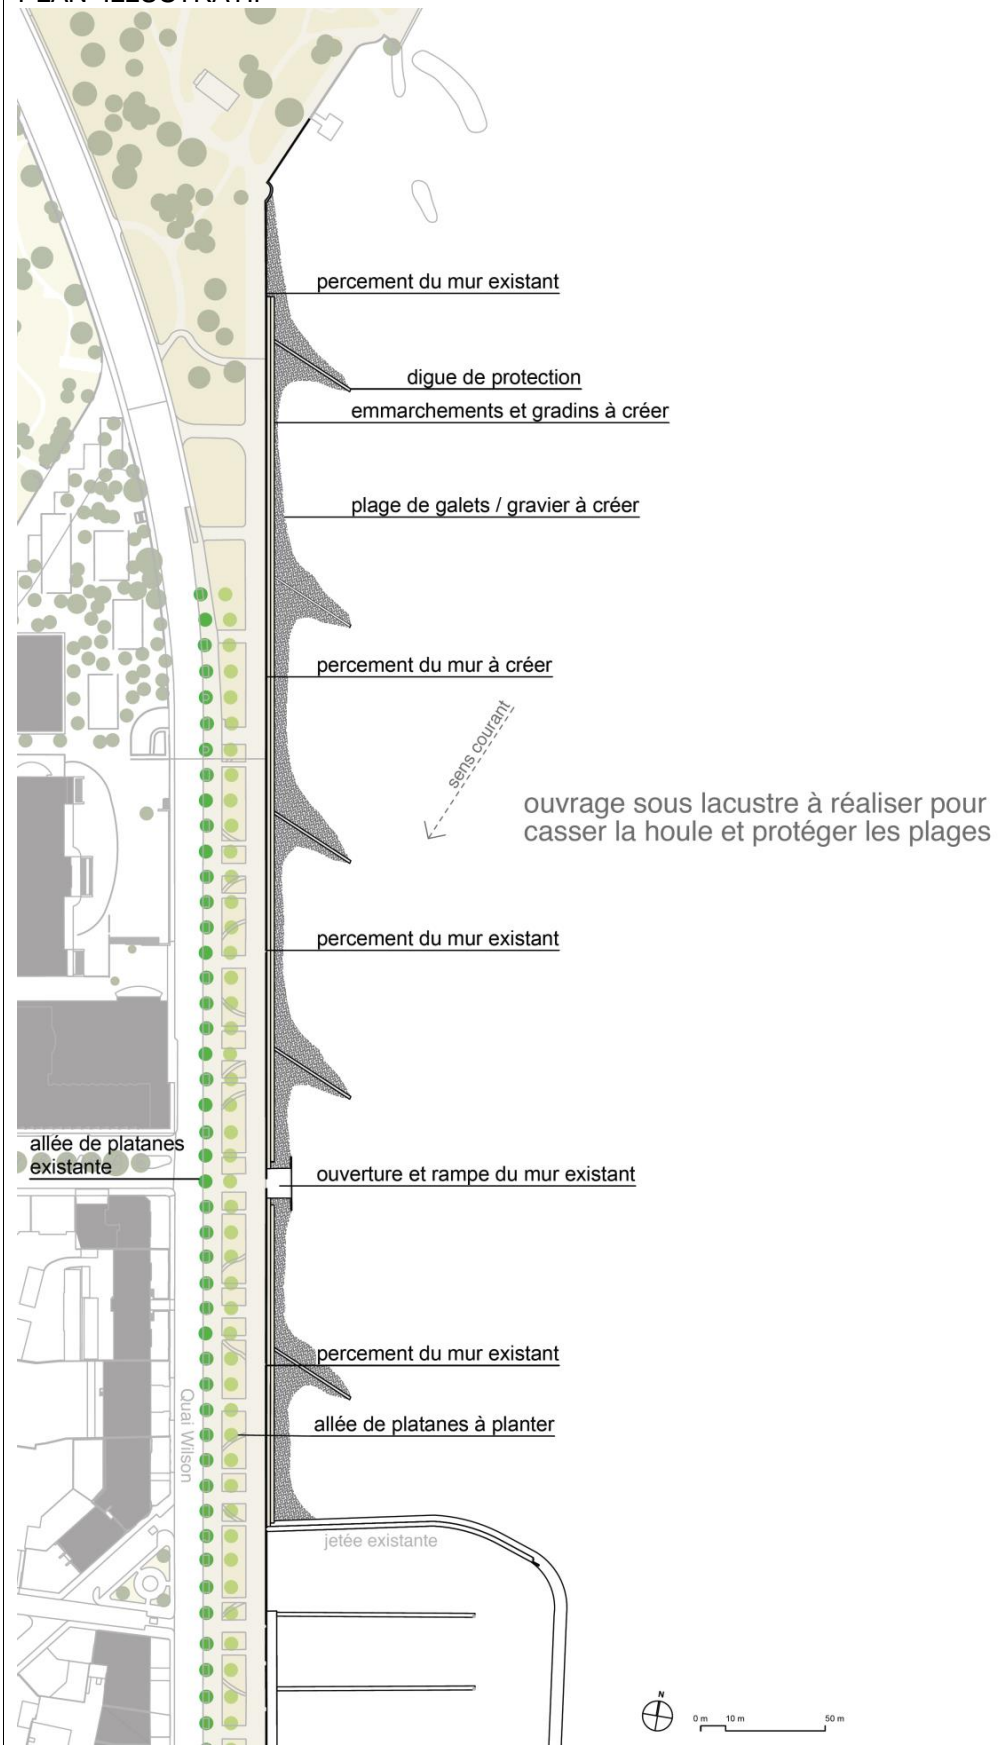 PLAN ILLUSTRATIF
percement du mur existant
digue de protection
emmarchements et gradins à créer
plage de galets / gravier à créer
percement du mur à créer
sens courant
ouvrage sous lacustre à réaliser pour
casser la houle et protéger les plages
percement du mur existant
allée de platanes
existante
ouverture et rampe du mur existant
percement du mur existant
Quai Wilson
allée de platanes à planter
jetée existante
N
0 m 10 m 50 m